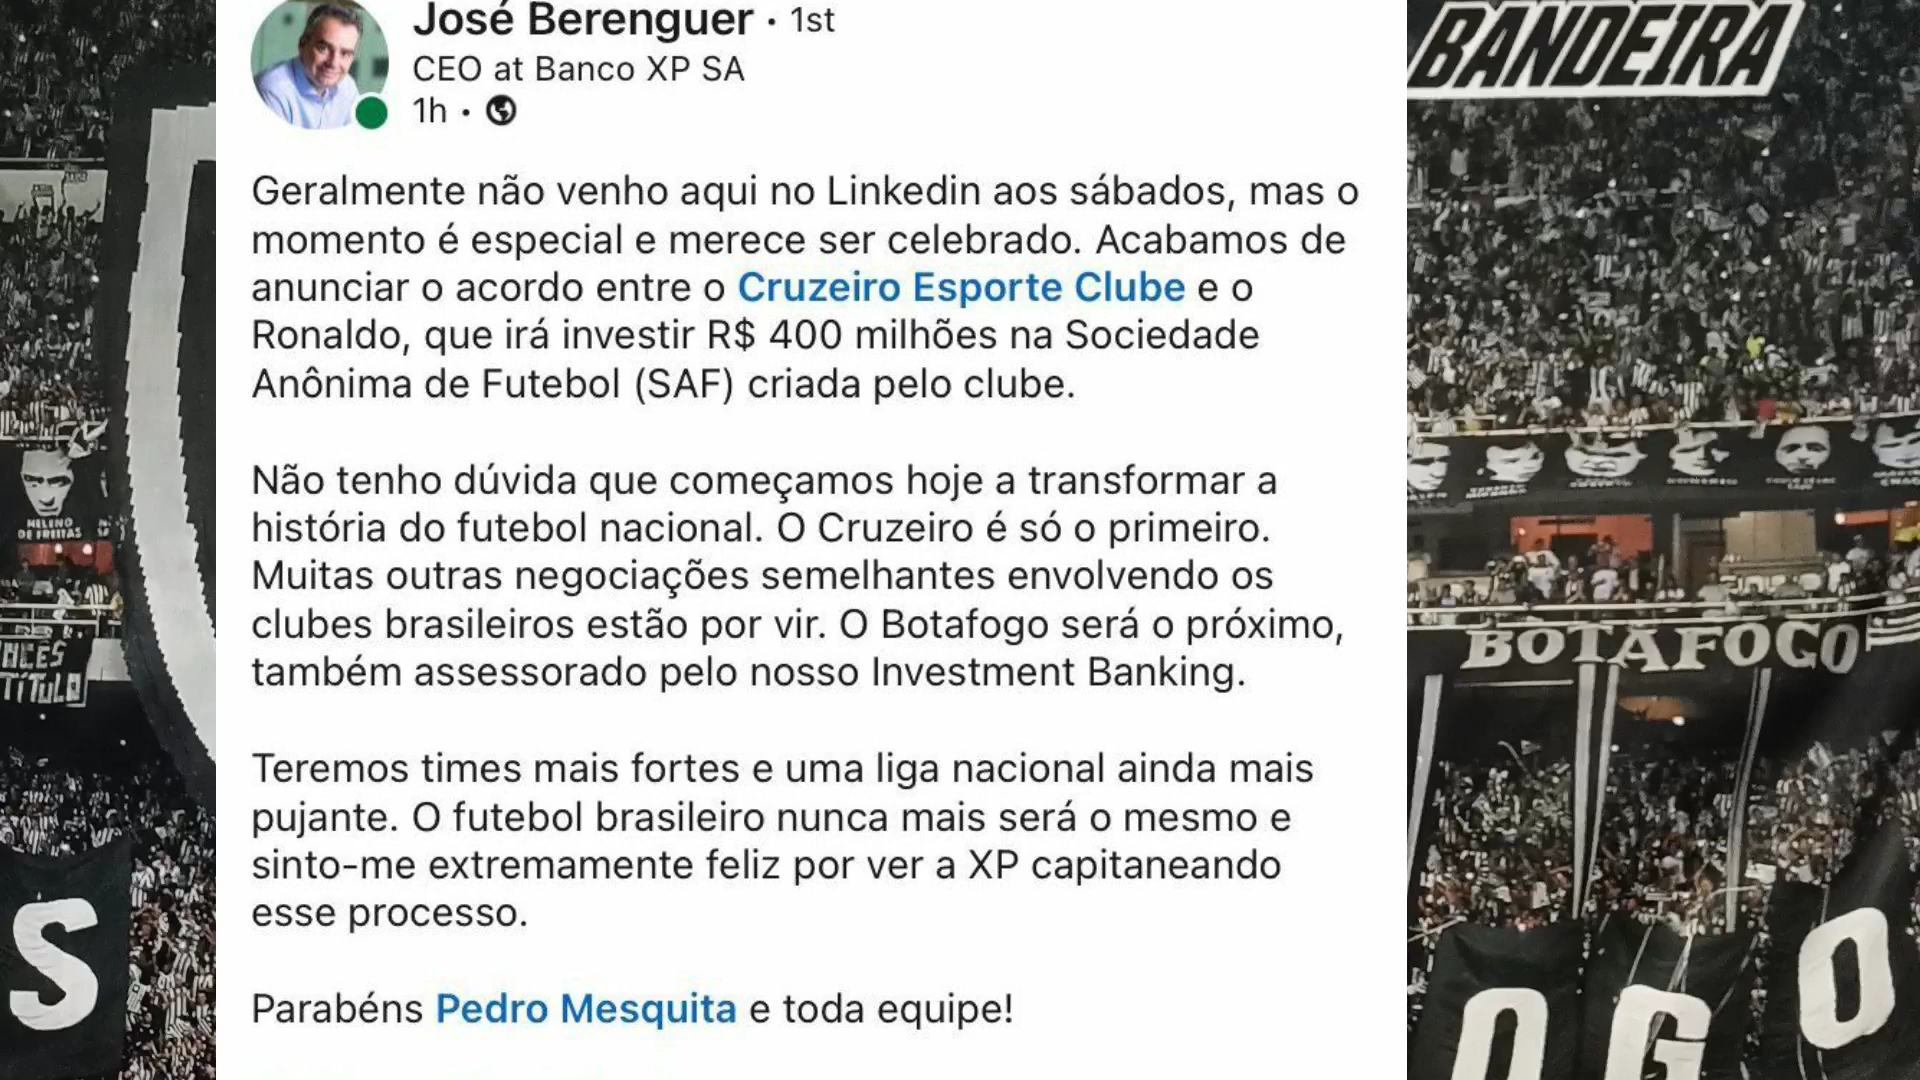 José Berenguer • 1st
CEO at Banco XP SA
1h •
Geralmente não venho aqui no Linkedin aos sábados, mas o
momento é especial e merece ser celebrado. Acabamos de
anunciar o acordo entre o Cruzeiro Esporte Clube e o
Ronaldo, que irá investir R$ 400 milhões na Sociedade
Anônima de Futebol (SAF) criada pelo clube.
Não tenho dúvida que começamos hoje a transformar a
história do futebol nacional. O Cruzeiro é só o primeiro.
Muitas outras negociações semelhantes envolvendo os
clubes brasileiros estão por vir. O Botafogo será o próximo,
também assessorado pelo nosso Investment Banking.
Teremos times mais fortes e uma liga nacional ainda mais
pujante. O futebol brasileiro nunca mais será o mesmo e
sinto-me extremamente feliz por ver a XP capitaneando
esse processo.
Parabéns Pedro Mesquita e toda equipe!
HELENO
DE FREITAS
TÍTULO
S
BANDEIRA
BOTAFOGO
O
G
O